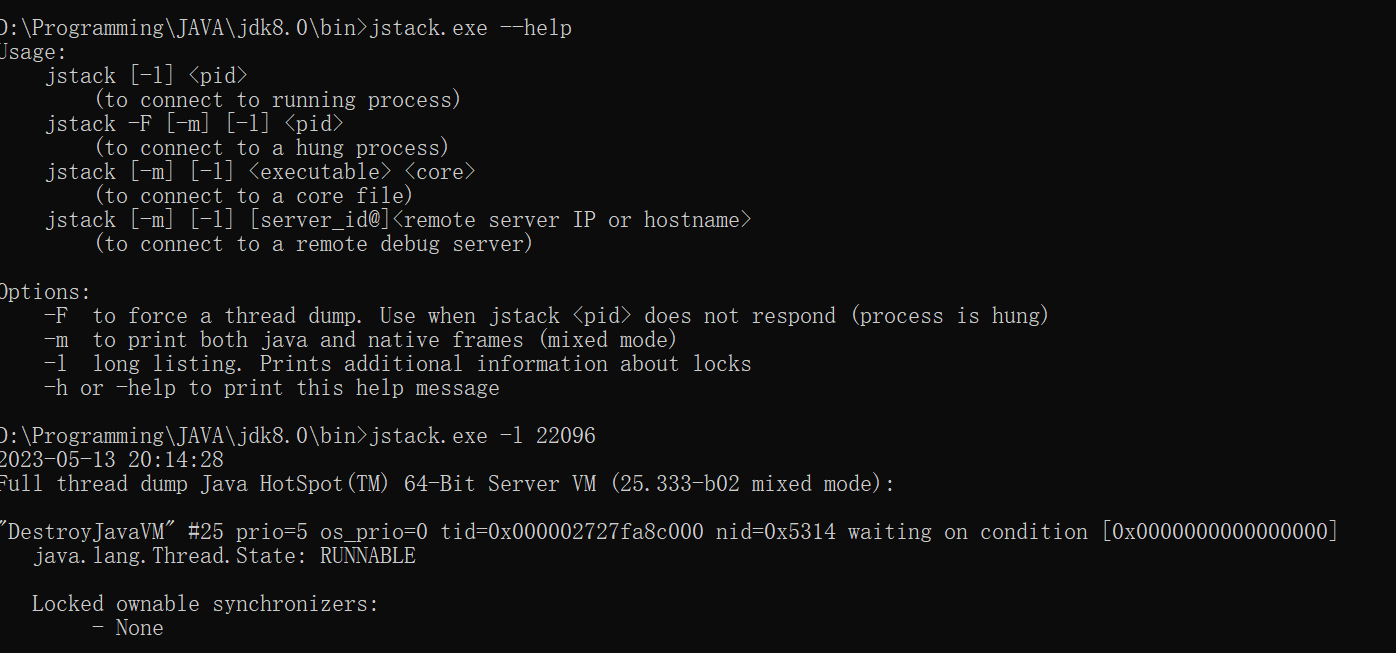 D:\Programming\JAVA\jdk8.0\bin>jstack.exe --help
Usage:
    jstack [-l] <pid>
        (to connect to running process)
    jstack -F [-m] [-l] <pid>
        (to connect to a hung process)
    jstack [-m] [-l] <executable> <core>
        (to connect to a core file)
    jstack [-m] [-l] [server_id@]<remote server IP or hostname>
        (to connect to a remote debug server)

Options:
    -F  to force a thread dump. Use when jstack <pid> does not respond (process is hung)
    -m  to print both java and native frames (mixed mode)
    -l  long listing. Prints additional information about locks
    -h or -help to print this help message

D:\Programming\JAVA\jdk8.0\bin>jstack.exe -l 22096
2023-05-13 20:14:28
Full thread dump Java HotSpot(TM) 64-Bit Server VM (25.333-b02 mixed mode):

"DestroyJavaVM" #25 prio=5 os_prio=0 tid=0x000002727fa8c000 nid=0x5314 waiting on condition [0x0000000000000000]
   java.lang.Thread.State: RUNNABLE

   Locked ownable synchronizers:
        - None